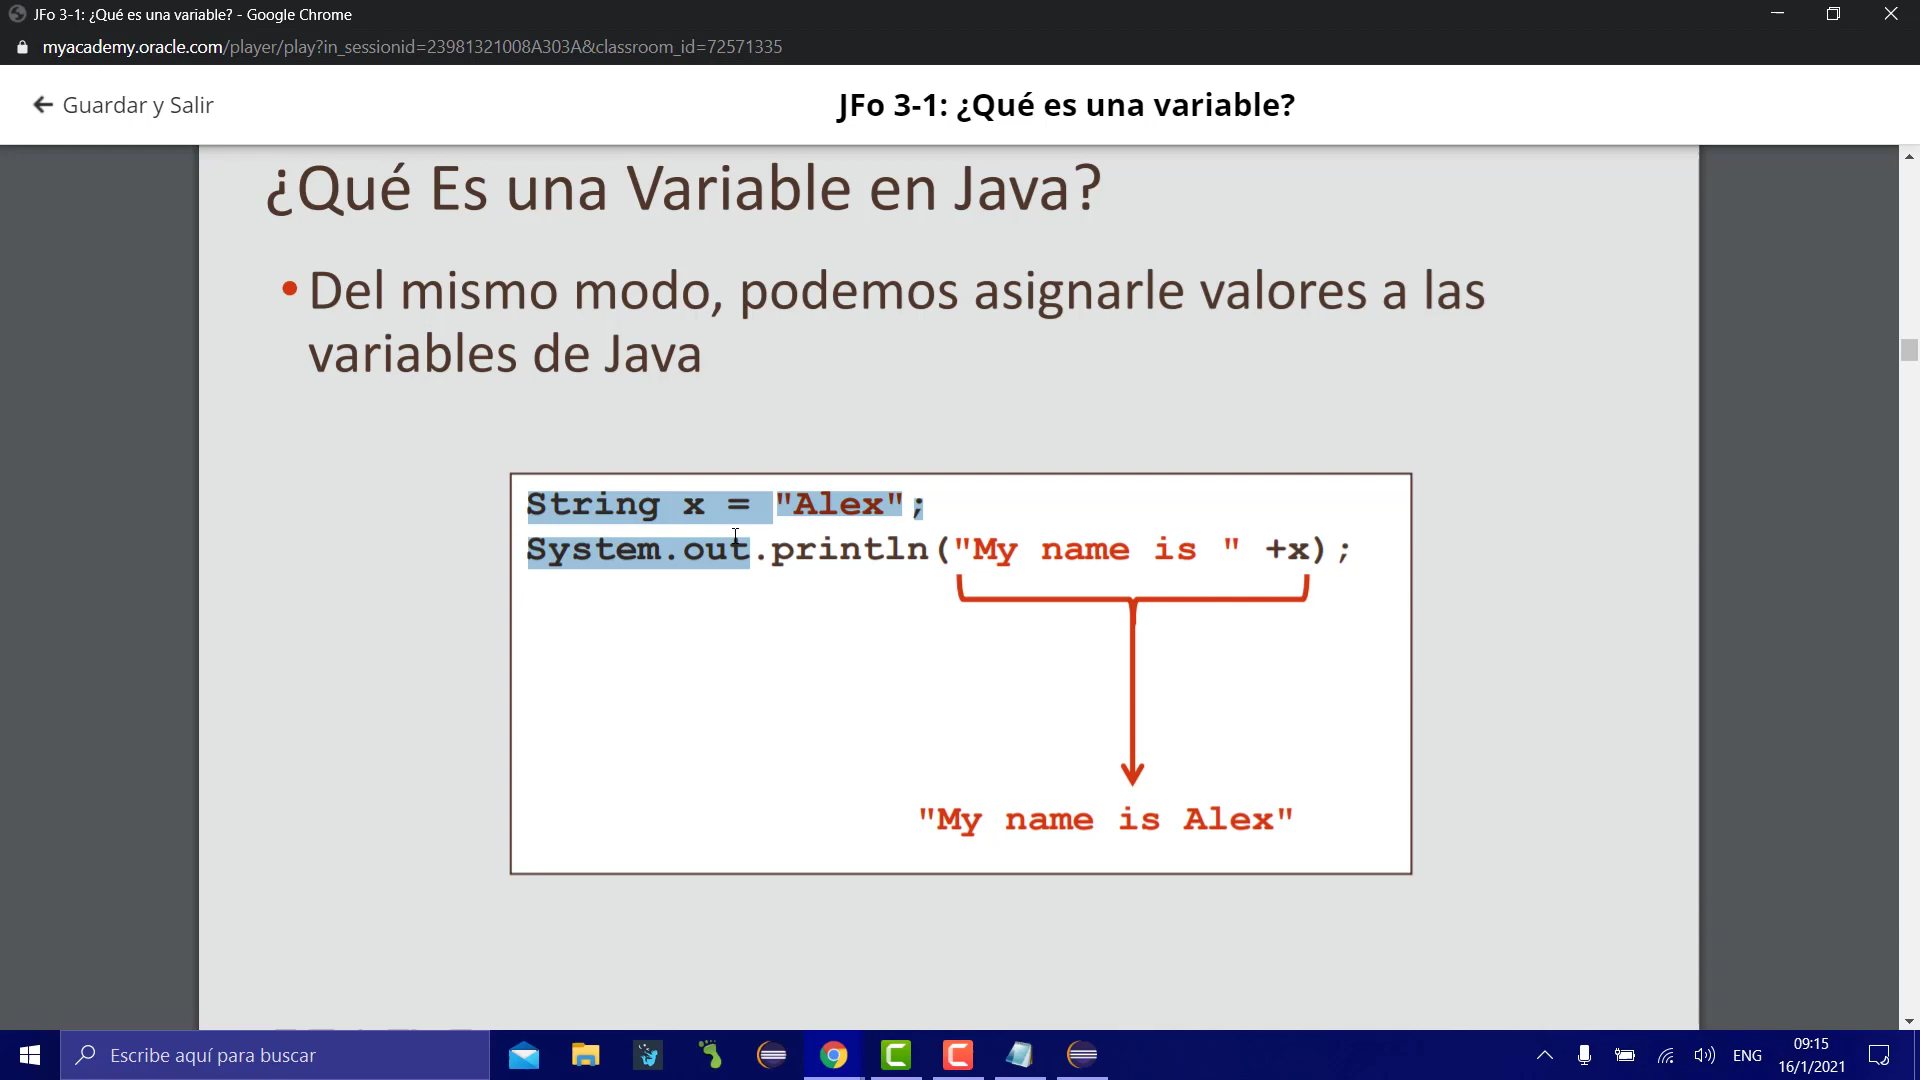 JFo 3-1: ¿Qué es una variable? - Google Chrome
myacademy.oracle.com/player/play?in_sessionid=23981321008A303A&classroom_id=72571335
Guardar y Salir
JFo 3-1: ¿Qué es una variable?
¿Qué Es una Variable en Java?
• Del mismo modo, podemos asignarle valores a las
variables de Java
String x = "Alex";
System.out.println("My name is " +x);
"My name is Alex"
Escribe aquí para buscar
ENG
09:15
16/1/2021